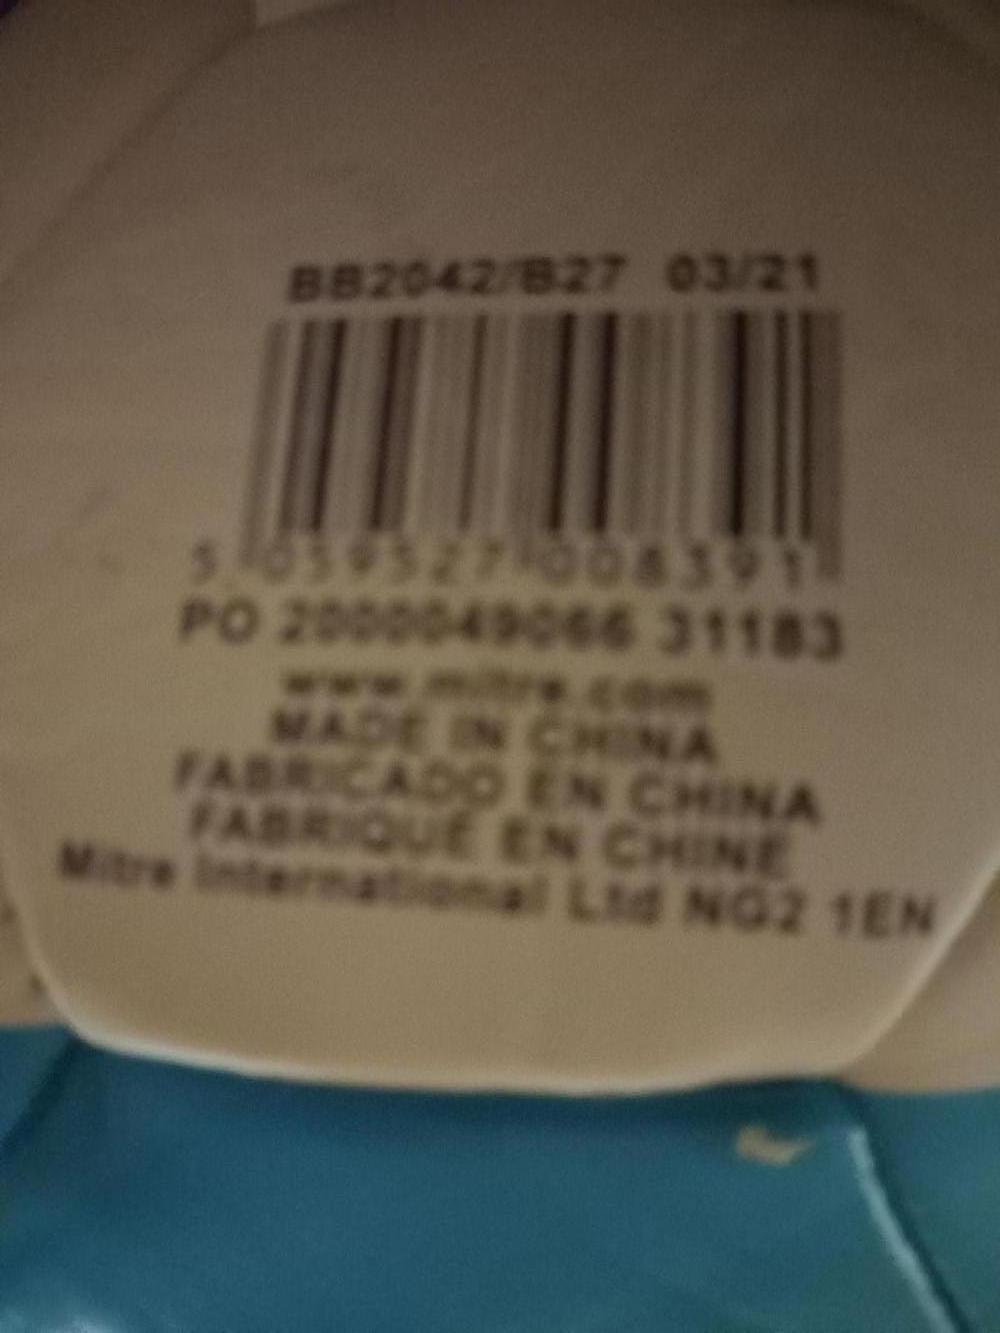 BB2042/B27 03/21
5 059527 008391
PO 2000049066 31183
www.mitre.com
MADE IN CHINA
FABRICADO EN CHINA
FABRIQUÉ EN CHINE
Mitre International Ltd NG2 1EN